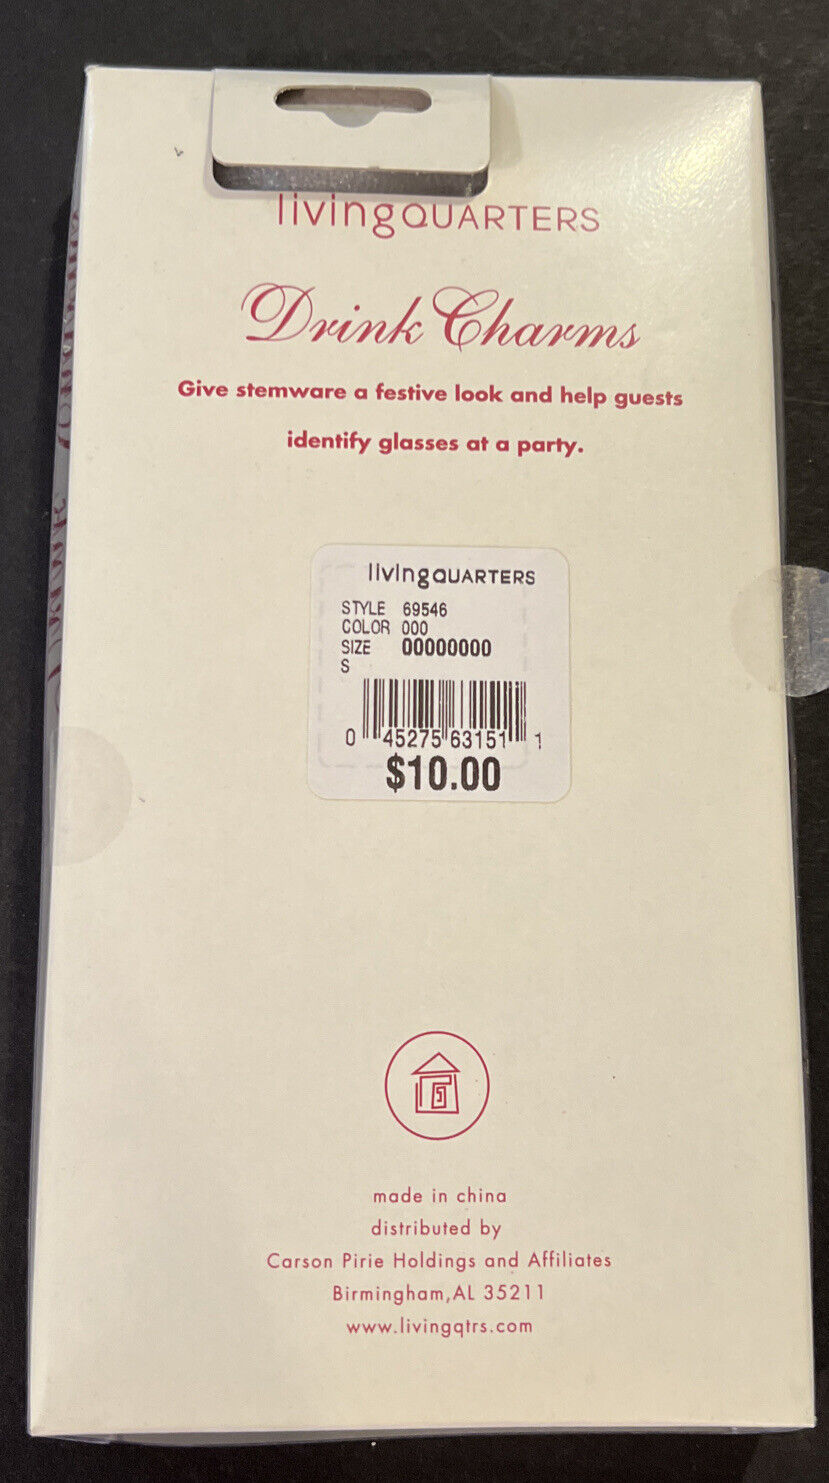 livingQUARTERS
Drink Charms
Give stemware a festive look and help guests
identify glasses at a party.
livingQUARTERS
STYLE 69546
COLOR 000
SIZE 00000000
S
0 45275 63151 1
$10.00
made in china
distributed by
Carson Pirie Holdings and Affiliates
Birmingham, AL 35211
www.livingqtrs.com